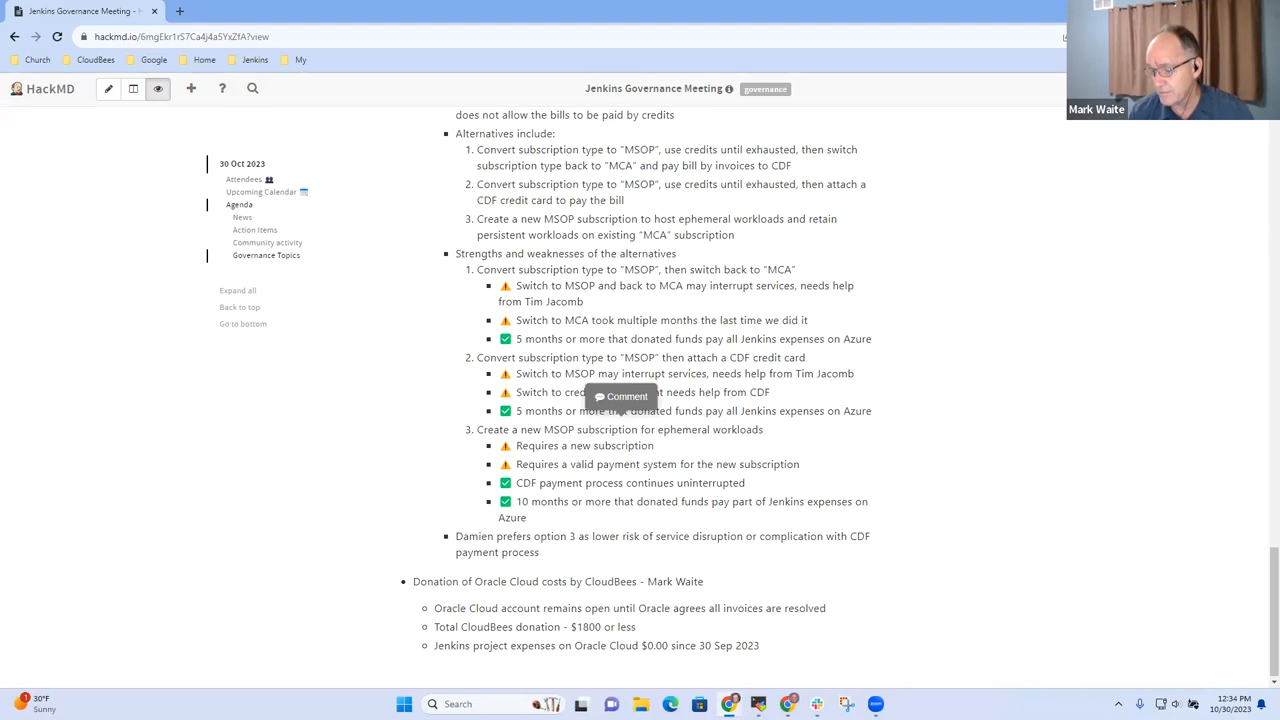 Jenkins Governance Meeting - H
hackmd.io/6mgEkr1rS7Ca4j4a5YxZfA?view
Church
CloudBees
Google
Home
Jenkins
My
HackMD
Jenkins Governance Meeting
governance
Mark Waite
30 Oct 2023
Attendees
Upcoming Calendar
Agenda
News
Action Items
Community activity
Governance Topics
Expand all
Back to top
Go to bottom
does not allow the bills to be paid by credits
Alternatives include:
1. Convert subscription type to "MSOP", use credits until exhausted, then switch
subscription type back to "MCA" and pay bill by invoices to CDF
2. Convert subscription type to "MSOP", use credits until exhausted, then attach a
CDF credit card to pay the bill
3. Create a new MSOP subscription to host ephemeral workloads and retain
persistent workloads on existing "MCA" subscription
Strengths and weaknesses of the alternatives
1. Convert subscription type to "MSOP", then switch back to "MCA"
Switch to MSOP and back to MCA may interrupt services, needs help
from Tim Jacomb
Switch to MCA took multiple months the last time we did it
5 months or more that donated funds pay all Jenkins expenses on Azure
2. Convert subscription type to "MSOP" then attach a CDF credit card
Switch to MSOP may interrupt services, needs help from Tim Jacomb
Switch to needs help from CDF
Comment
5 months or more that donated funds pay all Jenkins expenses on Azure
3. Create a new MSOP subscription for ephemeral workloads
Requires a new subscription
Requires a valid payment system for the new subscription
CDF payment process continues uninterrupted
10 months or more that donated funds pay part of Jenkins expenses on
Azure
Damien prefers option 3 as lower risk of service disruption or complication with CDF
payment process
Donation of Oracle Cloud costs by CloudBees - Mark Waite
Oracle Cloud account remains open until Oracle agrees all invoices are resolved
Total CloudBees donation - $1800 or less
Jenkins project expenses on Oracle Cloud $0.00 since 30 Sep 2023
1
30°F
Sunny
Search
zoom
12:34 PM
10/30/2023